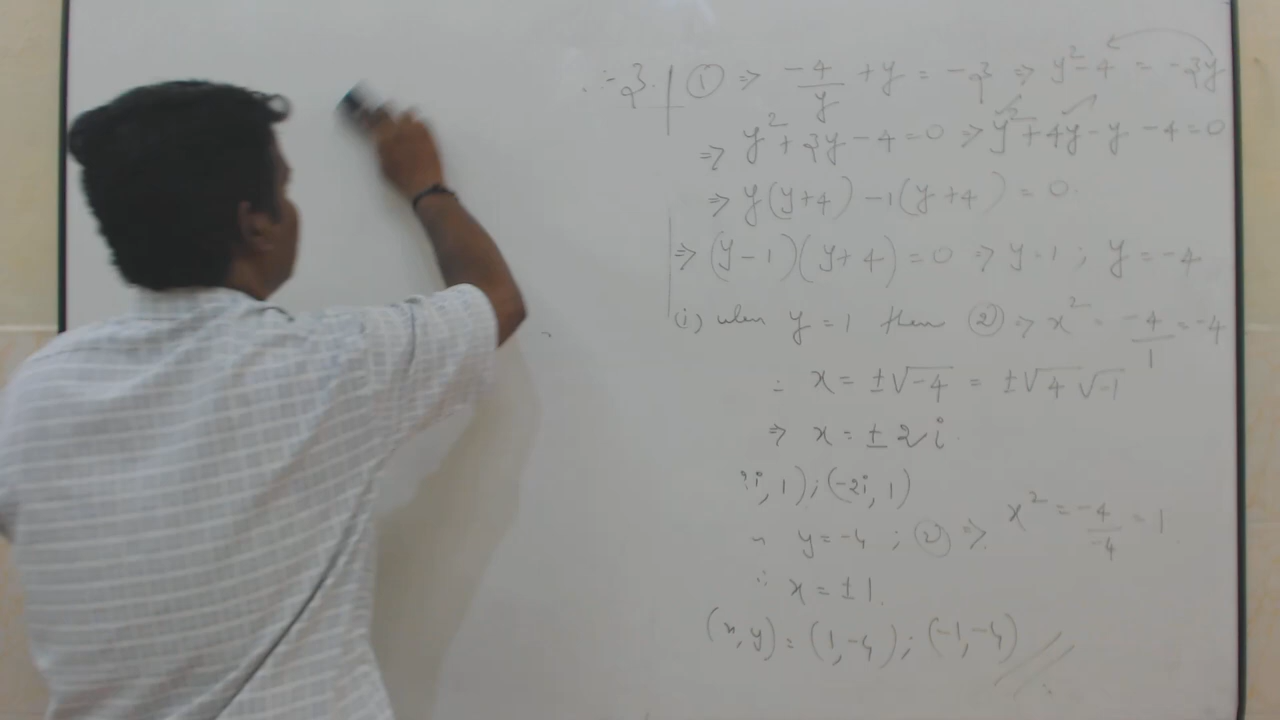 -3. | ① ⇒ -4/y + y = -3 ⇒ y² - 4 = -3y
⇒ y² + 3y - 4 = 0 ⇒ y² + 4y - y - 4 = 0
⇒ y(y+4) -1(y+4) = 0.
⇒ (y-1)(y+4) = 0 ⇒ y=1 ; y = -4
(i) when y = 1 then ② ⇒ x² = -4/1 = -4
∴ x = ±√-4 = ±√4 √-1
⇒ x = ± 2i.
2i, 1) ; (-2i, 1)
y = -4 ; ② ⇒ x² = -4/-4 = 1.
∴ x = ± 1.
(x, y) = (1, -4) ; (-1, -4)